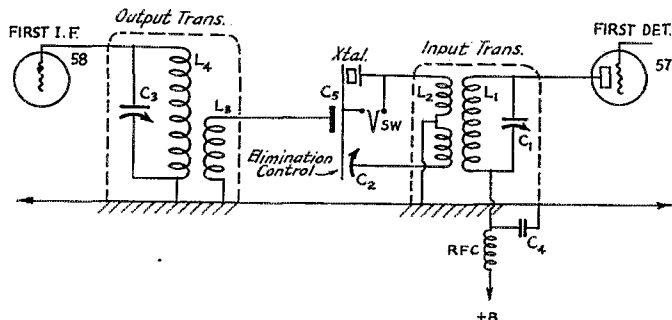 Output Trans.
FIRST I.F.
58
C3
L4
L3
Xtal.
C5
SW
Elimination
Control
C2
Input Trans.
L2
L1
C1
FIRST DET.
57
RFC
C4
+B